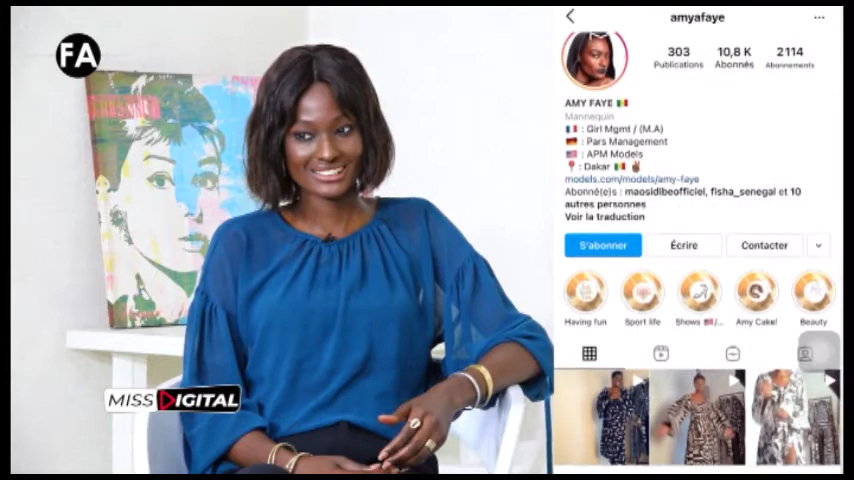 FA
MISS DIGITAL
amyafaye
303 10,8 K 2114
Publications Abonnés Abonnements
AMY FAYE 🇸🇳
Mannequin
🇫🇷 : Girl Mgmt / (M.A)
🇩🇪 : Pars Management
🇺🇸 : APM Models
📍 : Dakar 🇸🇳 ✌🏾
models.com/models/amy-faye
Abonné(e)s : maosidibeofficiel, fisha_senegal et 10
autres personnes
Voir la traduction
S'abonner Écrire Contacter
Having fun Sport life Shows 🇺🇸/... Amy Cake! Beauty